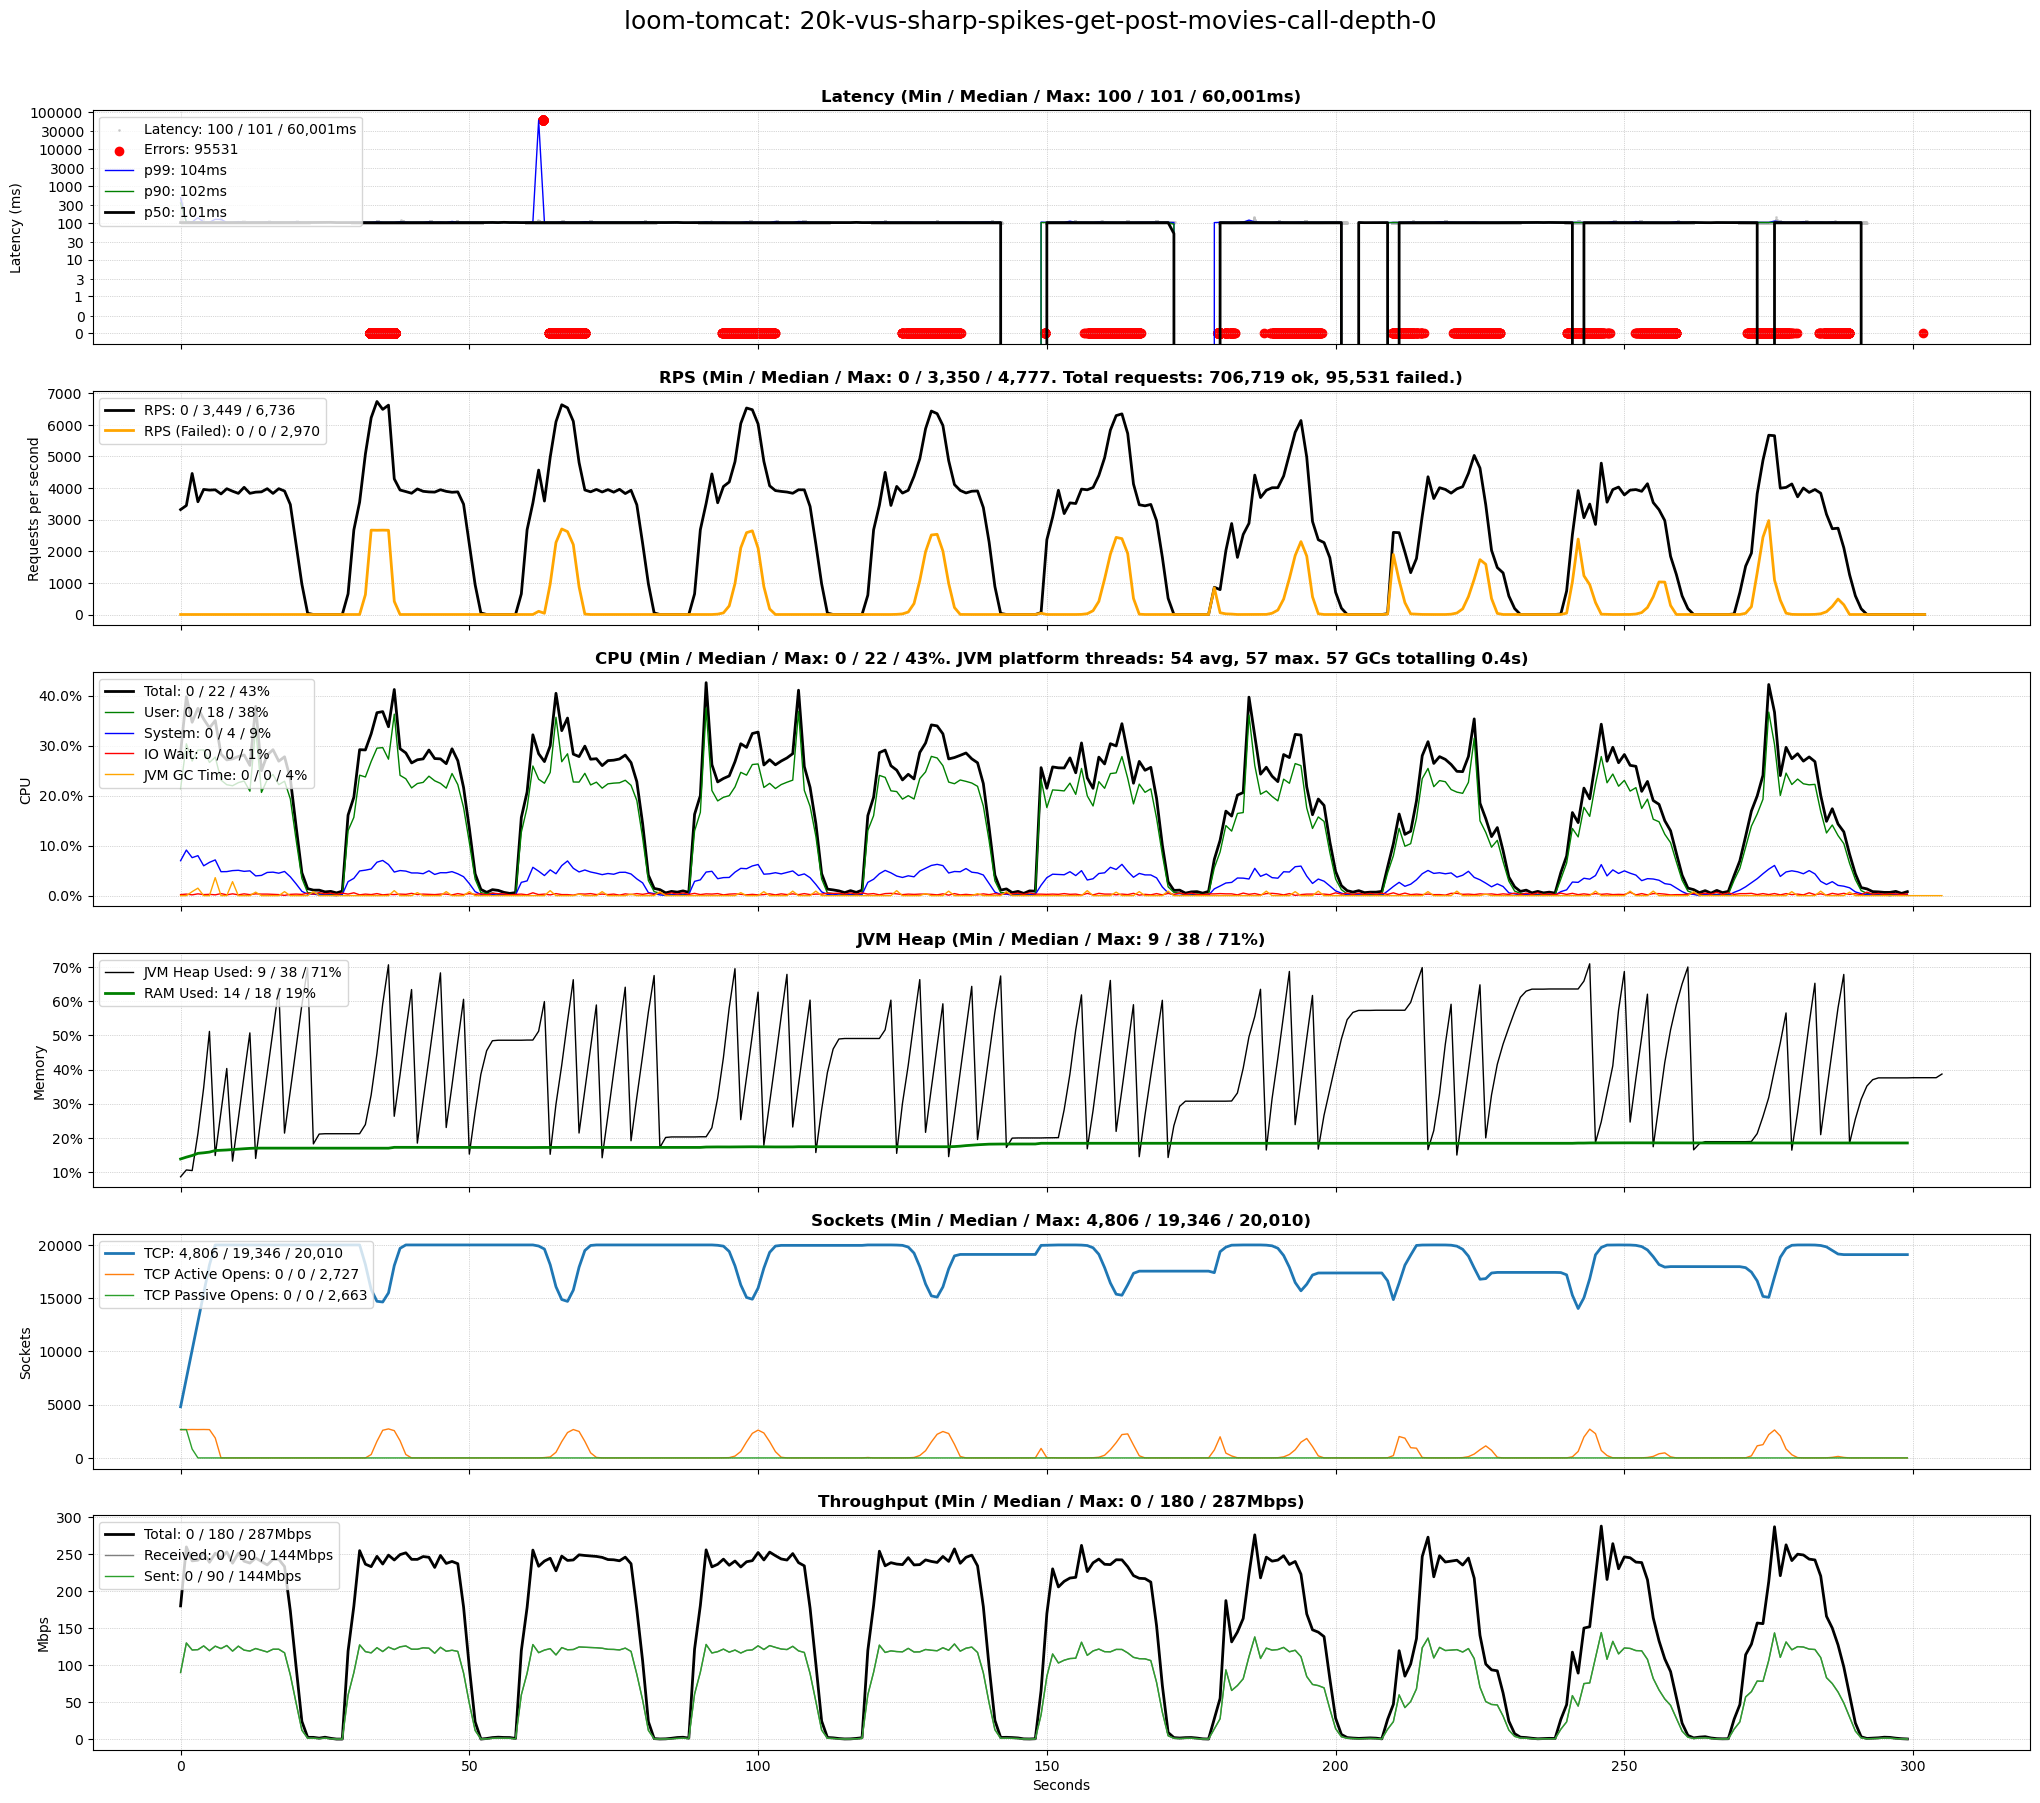 loom-tomcat: 20k-vus-sharp-spikes-get-post-movies-call-depth-0
Latency (Min / Median / Max: 100 / 101 / 60,001ms)
Latency (ms)
100000
30000
10000
3000
1000
300
100
30
10
3
1
0
0
Latency: 100 / 101 / 60,001ms
Errors: 95531
p99: 104ms
p90: 102ms
p50: 101ms
RPS (Min / Median / Max: 0 / 3,350 / 4,777. Total requests: 706,719 ok, 95,531 failed.)
Requests per second
7000
6000
5000
4000
3000
2000
1000
0
RPS: 0 / 3,449 / 6,736
RPS (Failed): 0 / 0 / 2,970
CPU (Min / Median / Max: 0 / 22 / 43%. JVM platform threads: 54 avg, 57 max. 57 GCs totalling 0.4s)
CPU
40.0%
30.0%
20.0%
10.0%
0.0%
Total: 0 / 22 / 43%
User: 0 / 18 / 38%
System: 0 / 4 / 9%
IO Wait: 0 / 0 / 1%
JVM GC Time: 0 / 0 / 4%
JVM Heap (Min / Median / Max: 9 / 38 / 71%)
Memory
70%
60%
50%
40%
30%
20%
10%
JVM Heap Used: 9 / 38 / 71%
RAM Used: 14 / 18 / 19%
Sockets (Min / Median / Max: 4,806 / 19,346 / 20,010)
Sockets
20000
15000
10000
5000
0
TCP: 4,806 / 19,346 / 20,010
TCP Active Opens: 0 / 0 / 2,727
TCP Passive Opens: 0 / 0 / 2,663
Throughput (Min / Median / Max: 0 / 180 / 287Mbps)
Mbps
300
250
200
150
100
50
0
Total: 0 / 180 / 287Mbps
Received: 0 / 90 / 144Mbps
Sent: 0 / 90 / 144Mbps
0 50 100 150 200 250 300
Seconds